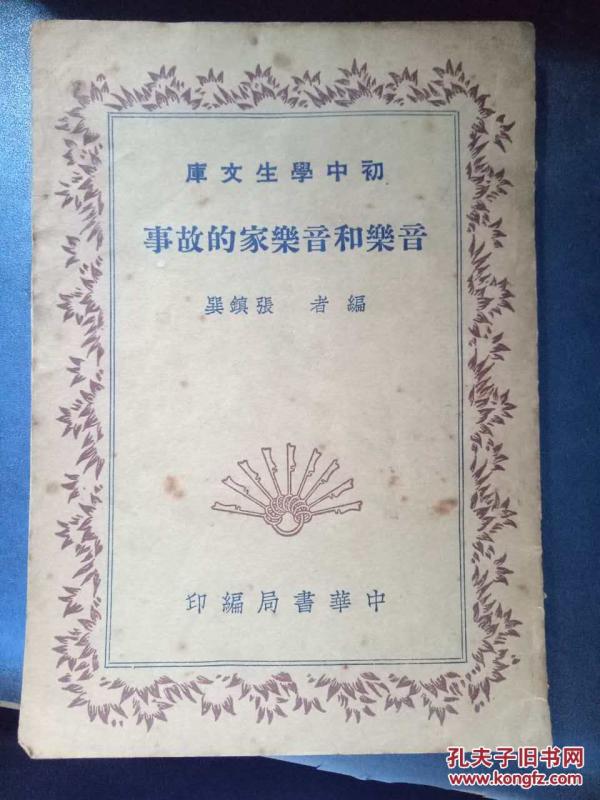 初中學生文庫
音樂和音樂家的故事
編者 張鎮巽
中華書局編印
孔夫子旧书网
www.kongfz.com